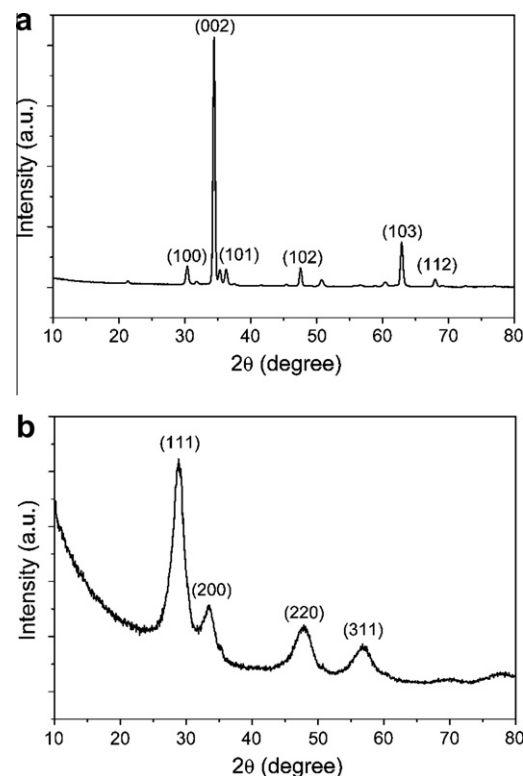 a
(002)
(100)
(101)
(102)
(103)
(112)
Intensity (a.u.)
10 20 30 40 50 60 70 80
2θ (degree)
b
(111)
(200)
(220)
(311)
Intensity (a.u.)
10 20 30 40 50 60 70 80
2θ (degree)